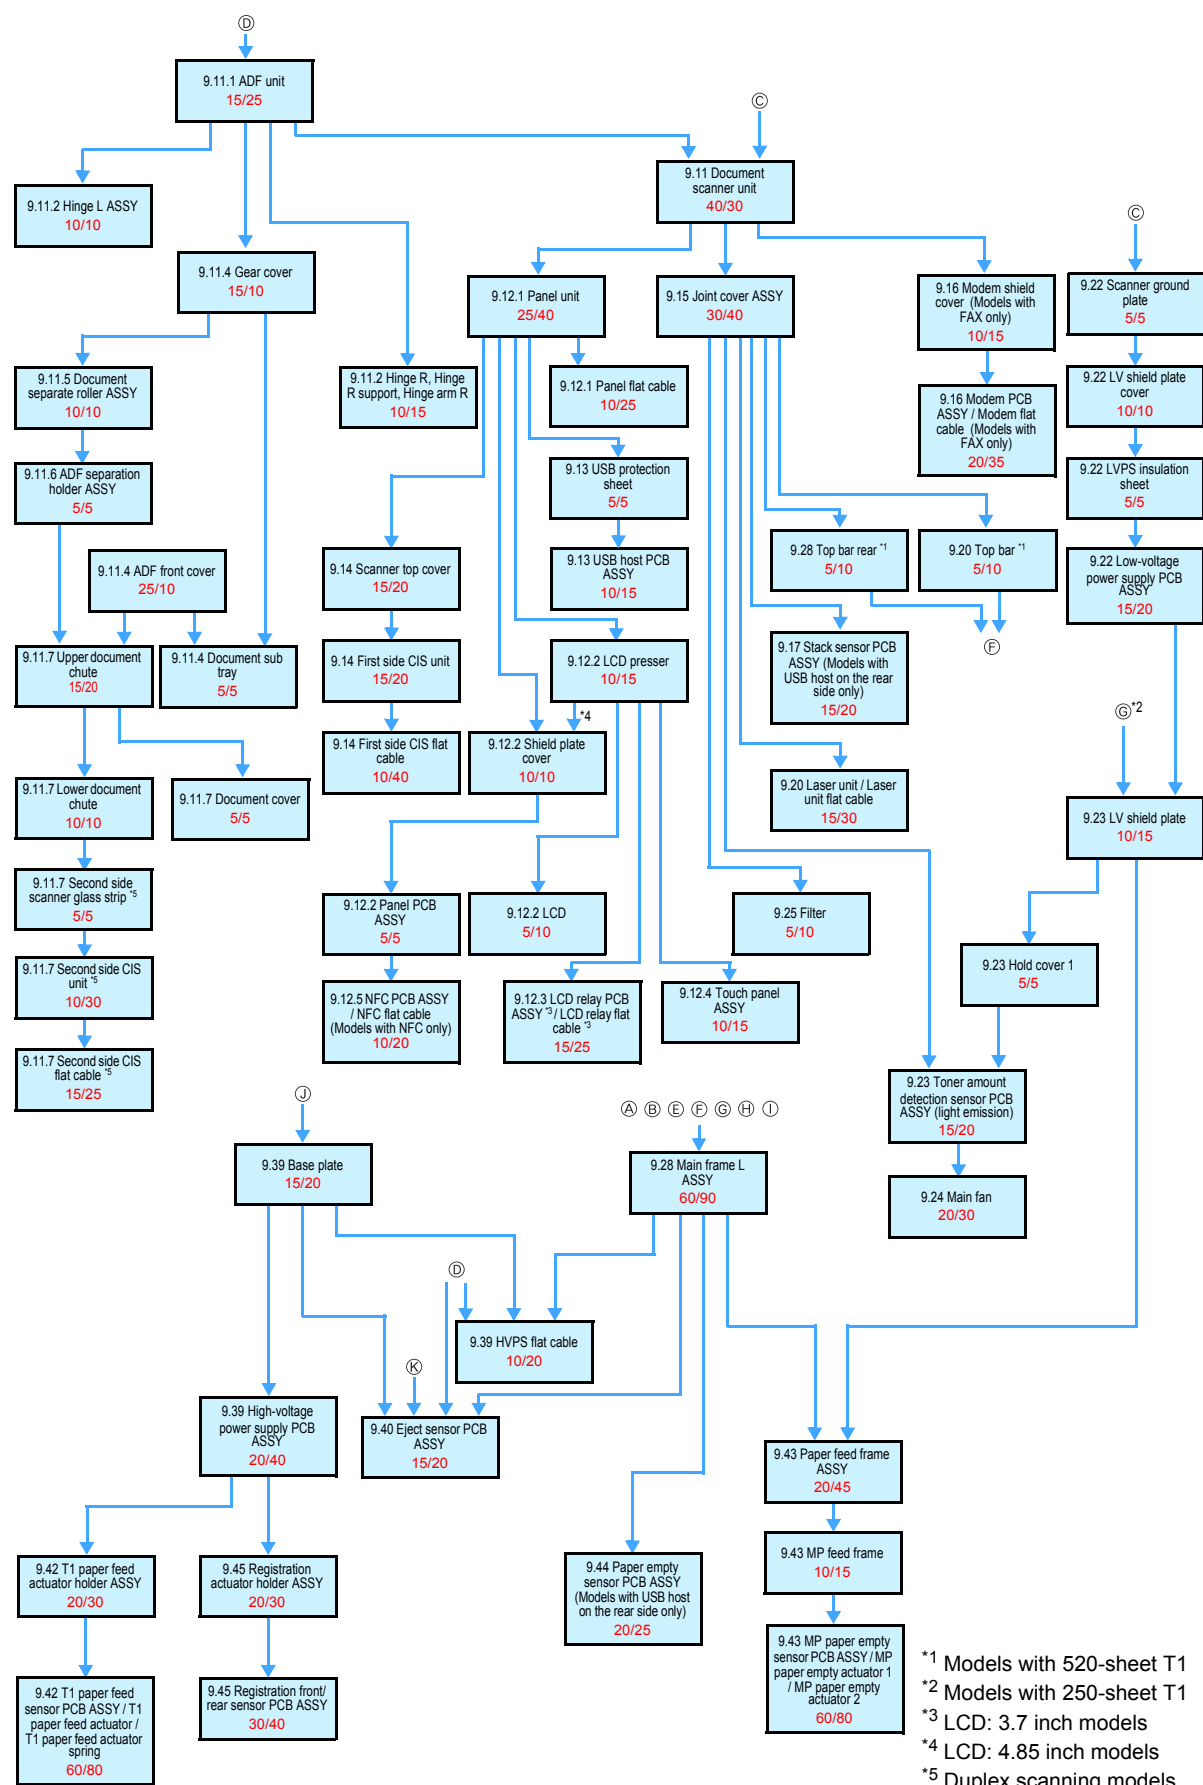 Ⓓ
9.11.1 ADF unit
15/25
Ⓒ
9.11 Document
scanner unit
40/30
9.11.2 Hinge L ASSY
10/10
Ⓒ
9.11.4 Gear cover
15/10
9.12.1 Panel unit
25/40
9.15 Joint cover ASSY
30/40
9.16 Modem shield
cover (Models with
FAX only)
10/15
9.22 Scanner ground
plate
5/5
9.11.5 Document
separate roller ASSY
10/10
9.11.2 Hinge R, Hinge
R support, Hinge arm R
10/15
9.12.1 Panel flat cable
10/25
9.16 Modem PCB
ASSY / Modem flat
cable (Models with
FAX only)
20/35
9.22 LV shield plate
cover
10/10
9.11.6 ADF separation
holder ASSY
5/5
9.13 USB protection
sheet
5/5
9.22 LVPS insulation
sheet
5/5
9.11.4 ADF front cover
25/10
9.14 Scanner top cover
15/20
9.13 USB host PCB
ASSY
10/15
9.28 Top bar rear *1
5/10
9.20 Top bar *1
5/10
9.22 Low-voltage
power supply PCB
ASSY
15/20
Ⓕ
9.11.7 Upper document
chute
15/20
9.11.4 Document sub
tray
5/5
9.14 First side CIS unit
15/20
9.12.2 LCD presser
10/15
9.17 Stack sensor PCB
ASSY (Models with
USB host on the rear
side only)
15/20
*4
Ⓖ*2
9.14 First side CIS flat
cable
10/40
9.12.2 Shield plate
cover
10/10
9.11.7 Lower document
chute
10/10
9.11.7 Document cover
5/5
9.20 Laser unit / Laser
unit flat cable
15/30
9.23 LV shield plate
10/15
9.11.7 Second side
scanner glass strip *5
5/5
9.12.2 Panel PCB
ASSY
5/5
9.12.2 LCD
5/10
9.25 Filter
5/10
9.23 Hold cover 1
5/5
9.11.7 Second side CIS
unit *5
10/30
9.12.5 NFC PCB ASSY
/ NFC flat cable
(Models with NFC only)
10/20
9.12.3 LCD relay PCB
ASSY *3 / LCD relay flat
cable *3
15/25
9.12.4 Touch panel
ASSY
10/15
9.11.7 Second side CIS
flat cable *5
15/25
9.23 Toner amount
detection sensor PCB
ASSY (light emission)
15/20
Ⓙ
Ⓐ Ⓑ Ⓔ Ⓕ Ⓖ Ⓗ Ⓘ
9.39 Base plate
15/20
9.28 Main frame L
ASSY
60/90
9.24 Main fan
20/30
Ⓓ
9.39 HVPS flat cable
10/20
Ⓚ
9.39 High-voltage
power supply PCB
ASSY
20/40
9.40 Eject sensor PCB
ASSY
15/20
9.43 Paper feed frame
ASSY
20/45
9.42 T1 paper feed
actuator holder ASSY
20/30
9.45 Registration
actuator holder ASSY
20/30
9.44 Paper empty
sensor PCB ASSY
(Models with USB host
on the rear side only)
20/25
9.43 MP feed frame
10/15
9.42 T1 paper feed
sensor PCB ASSY / T1
paper feed actuator /
T1 paper feed actuator
spring
60/80
9.45 Registration front/
rear sensor PCB ASSY
30/40
9.43 MP paper empty
sensor PCB ASSY / MP
paper empty actuator 1
/ MP paper empty
actuator 2
60/80
*1 Models with 520-sheet T1
*2 Models with 250-sheet T1
*3 LCD: 3.7 inch models
*4 LCD: 4.85 inch models
*5 Duplex scanning models